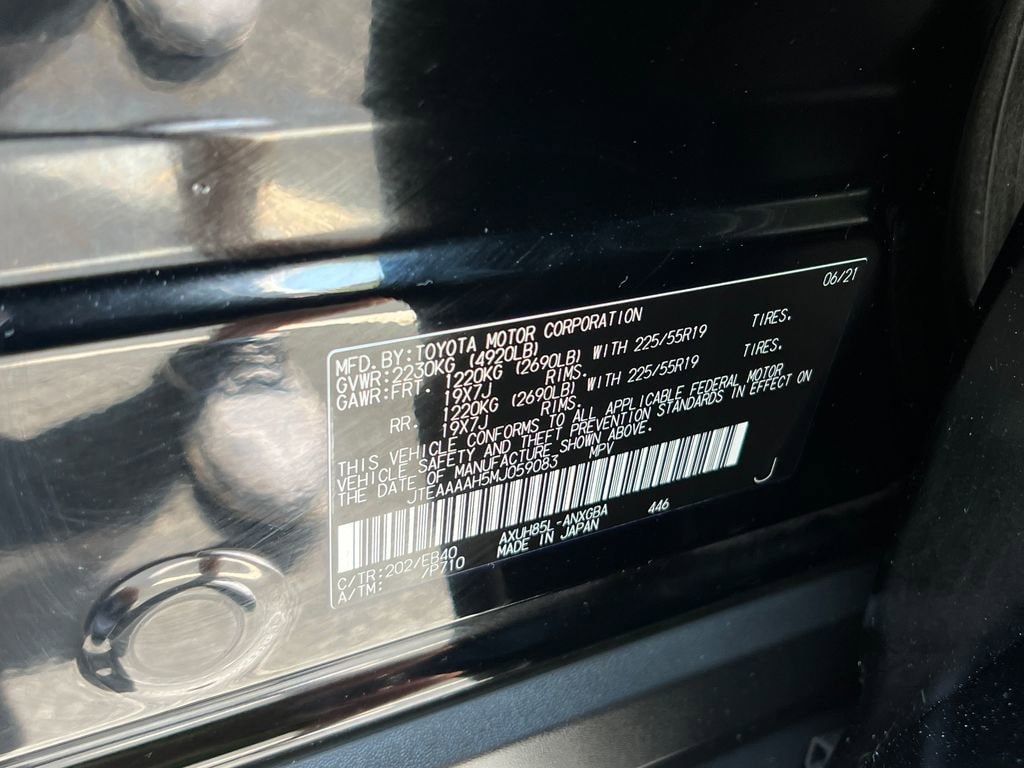 06/21
MFD. BY: TOYOTA MOTOR CORPORATION
GVWR: 2230KG (4920LB)
GAWR: FRT. 1220KG (2690LB) WITH 225/55R19 TIRES.
19X7J RIMS.
RR. 1220KG (2690LB) WITH 225/55R19 TIRES.
19X7J RIMS.
THIS VEHICLE CONFORMS TO ALL APPLICABLE FEDERAL MOTOR
VEHICLE SAFETY AND THEFT PREVENTION STANDARDS IN EFFECT ON
THE DATE OF MANUFACTURE SHOWN ABOVE.
JTEAAAAH5MJ059083 MPV
J
C/TR: 202/EB40 AXUH85L-ANXGBA 446
A/TM: /P710 MADE IN JAPAN